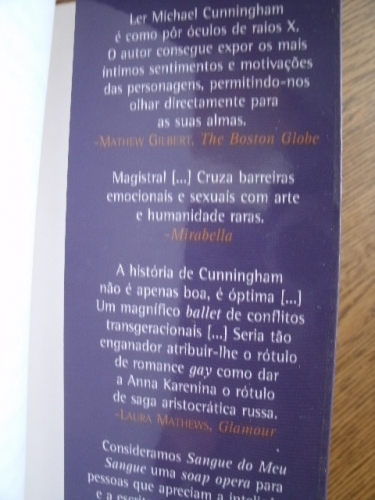 Ler Michael Cunningham
é como pôr óculos de raios X.
O autor consegue expor os mais
íntimos sentimentos e motivações
das personagens, permitindo-nos
olhar directamente para
as suas almas.
-MATHEW GILBERT, The Boston Globe
Magistral [...] Cruza barreiras
emocionais e sexuais com arte
e humanidade raras.
-Mirabella
A história de Cunningham
não é apenas boa, é óptima [...]
Um magnífico ballet de conflitos
transgeracionais [...] Seria tão
enganador atribuir-lhe o rótulo
de romance gay como dar
a Anna Karenina o rótulo
de saga aristocrática russa.
-LAURA MATHEWS, Glamour
Consideramos Sangue do Meu
Sangue uma soap opera para
pessoas que apreciam a